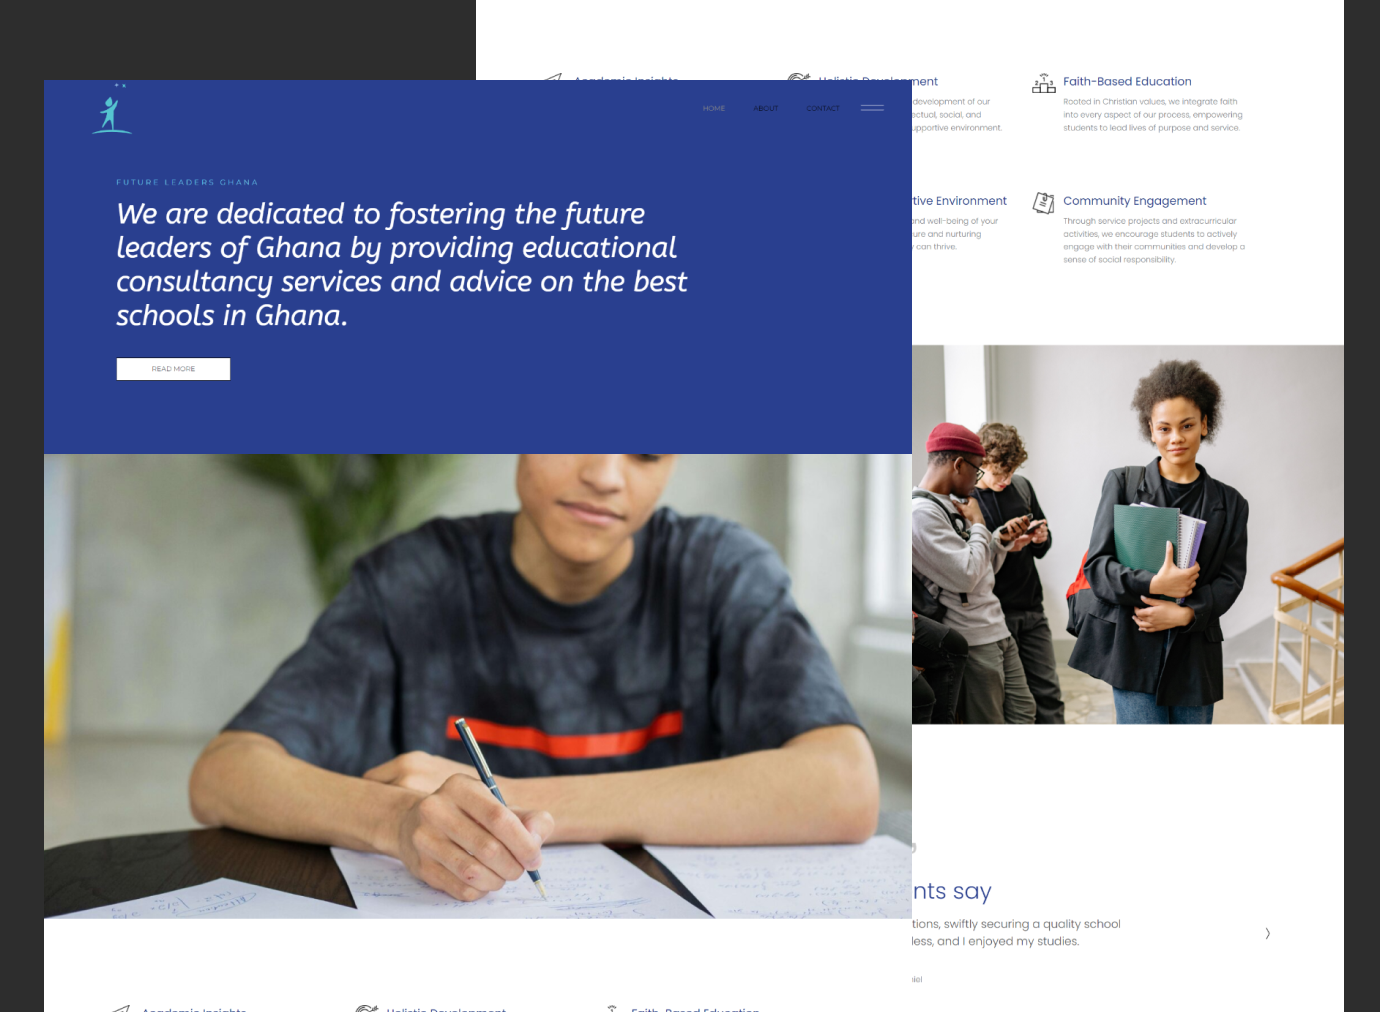 HOME
ABOUT
CONTACT
FUTURE LEADERS GHANA
We are dedicated to fostering the future
leaders of Ghana by providing educational
consultancy services and advice on the best
schools in Ghana.
READ MORE
Academic Insights
Holistic Development
Faith-Based Education
Academic Insights
Holistic Development
development of our
ectual, social, and
upportive environment.
Faith-Based Education
Rooted in Christian values, we integrate faith
into every aspect of our process, empowering
students to lead lives of purpose and service.
tive Environment
and well-being of your
ure and nurturing
y can thrive.
Community Engagement
Through service projects and extracurricular
activities, we encourage students to actively
engage with their communities and develop a
sense of social responsibility.
nts say
tions, swiftly securing a quality school
less, and I enjoyed my studies.